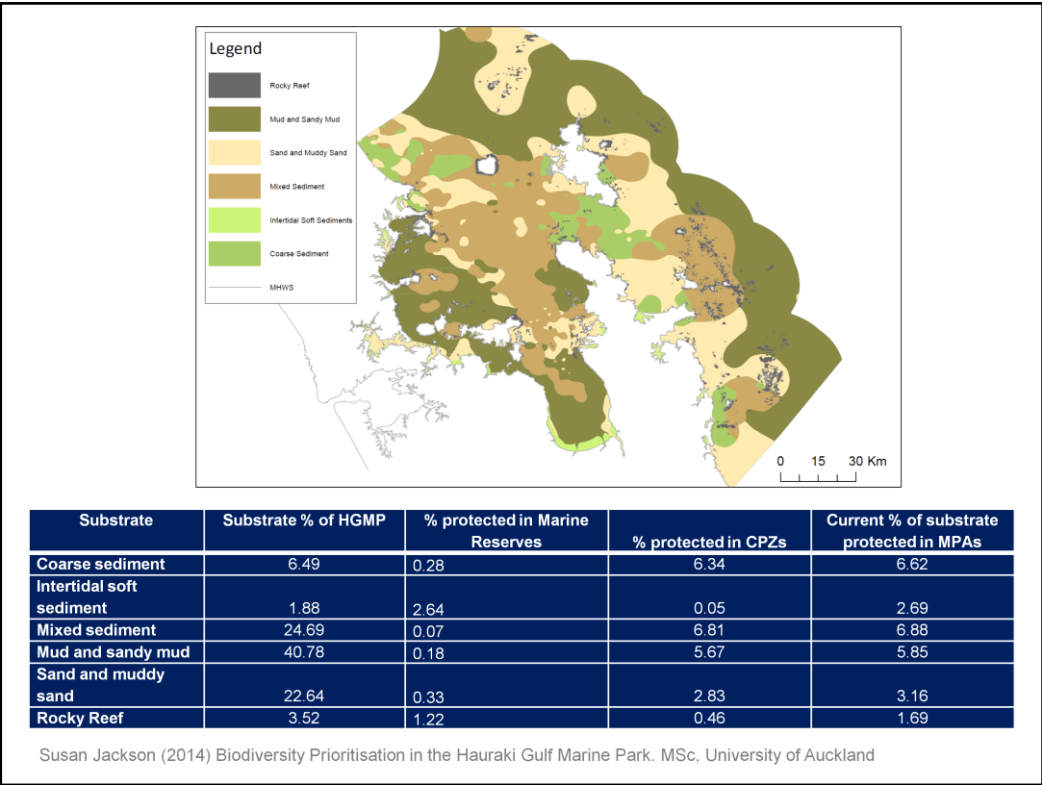 Legend
Rocky Reef
Mud and Sandy Mud
Sand and Muddy Sand
Mixed Sediment
Intertidal Soft Sediments
Coarse Sediment
MHWS
0 15 30 Km
Substrate Substrate % of HGMP % protected in Marine Reserves % protected in CPZs Current % of substrate protected in MPAs
Coarse sediment 6.49 0.28 6.34 6.62
Intertidal soft sediment 1.88 2.64 0.05 2.69
Mixed sediment 24.69 0.07 6.81 6.88
Mud and sandy mud 40.78 0.18 5.67 5.85
Sand and muddy sand 22.64 0.33 2.83 3.16
Rocky Reef 3.52 1.22 0.46 1.69
Susan Jackson (2014) Biodiversity Prioritisation in the Hauraki Gulf Marine Park. MSc, University of Auckland